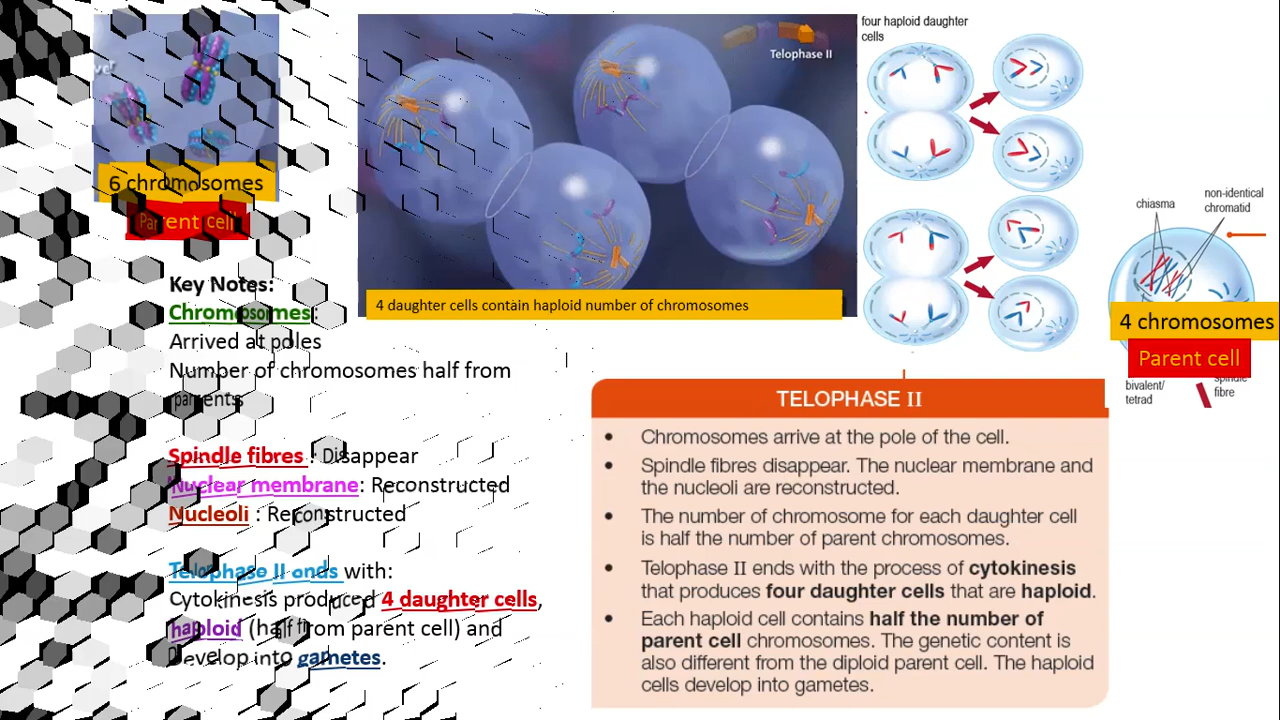 6 chromosomes
Parent cell
Key Notes:
Chromosomes:
Arrived at poles
Number of chromosomes half from
parents
Spindle fibres : Disappear
Nuclear membrane: Reconstructed
Nucleoli : Reconstructed
Telophase II ends with:
Cytokinesis produced 4 daughter cells,
haploid (half from parent cell) and
Develop into gametes.
Telophase II
4 daughter cells contain haploid number of chromosomes
four haploid daughter
cells
chiasma
non-identical
chromatid
4 chromosomes
Parent cell
bivalent/
tetrad
spindle
fibre
TELOPHASE II
• Chromosomes arrive at the pole of the cell.
• Spindle fibres disappear. The nuclear membrane and
the nucleoli are reconstructed.
• The number of chromosome for each daughter cell
is half the number of parent chromosomes.
• Telophase II ends with the process of cytokinesis
that produces four daughter cells that are haploid.
• Each haploid cell contains half the number of
parent cell chromosomes. The genetic content is
also different from the diploid parent cell. The haploid
cells develop into gametes.